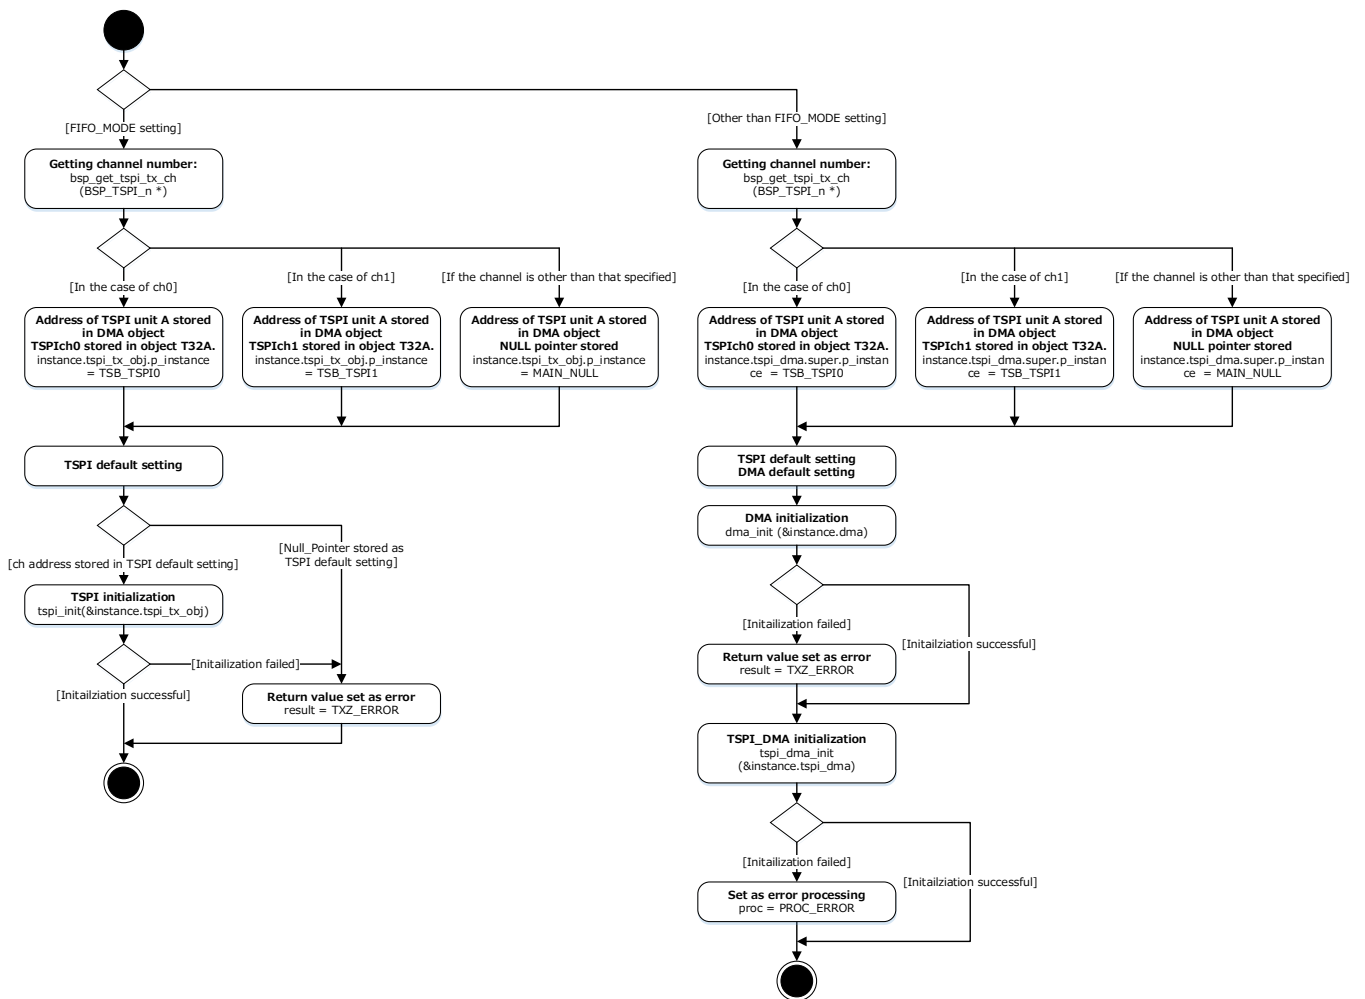 [FIFO_MODE setting]
Getting channel number:
bsp_get_tspi_tx_ch
(BSP_TSPI_n *)
[In the case of ch0]
[In the case of ch1]
[If the channel is other than that specified]
Address of TSPI unit A stored
in DMA object
TSPIch0 stored in object T32A.
instance.tspi_tx_obj.p_instance
= TSB_TSPI0
Address of TSPI unit A stored
in DMA object
TSPIch1 stored in object T32A.
instance.tspi_tx_obj.p_instance
= TSB_TSPI1
Address of TSPI unit A stored
in DMA object
NULL pointer stored
instance.tspi_tx_obj.p_instance
= MAIN_NULL
TSPI default setting
[ch address stored in TSPI default setting]
[Null_Pointer stored as
TSPI default setting]
TSPI initialization
tspi_init(&instance.tspi_tx_obj)
[Initailization failed]
[Initailziation successful]
Return value set as error
result = TXZ_ERROR
[Other than FIFO_MODE setting]
Getting channel number:
bsp_get_tspi_tx_ch
(BSP_TSPI_n *)
[In the case of ch0]
[In the case of ch1]
[If the channel is other than that specified]
Address of TSPI unit A stored
in DMA object
TSPIch0 stored in object T32A.
instance.tspi_dma.super.p_instan
ce = TSB_TSPI0
Address of TSPI unit A stored
in DMA object
TSPIch1 stored in object T32A.
instance.tspi_dma.super.p_instan
ce = TSB_TSPI1
Address of TSPI unit A stored
in DMA object
NULL pointer stored
instance.tspi_dma.super.p_instan
ce = MAIN_NULL
TSPI default setting
DMA default setting
DMA initialization
dma_init (&instance.dma)
[Initailization failed]
[Initailziation successful]
Return value set as error
result = TXZ_ERROR
TSPI_DMA initialization
tspi_dma_init
(&instance.tspi_dma)
[Initailization failed]
[Initailziation successful]
Set as error processing
proc = PROC_ERROR